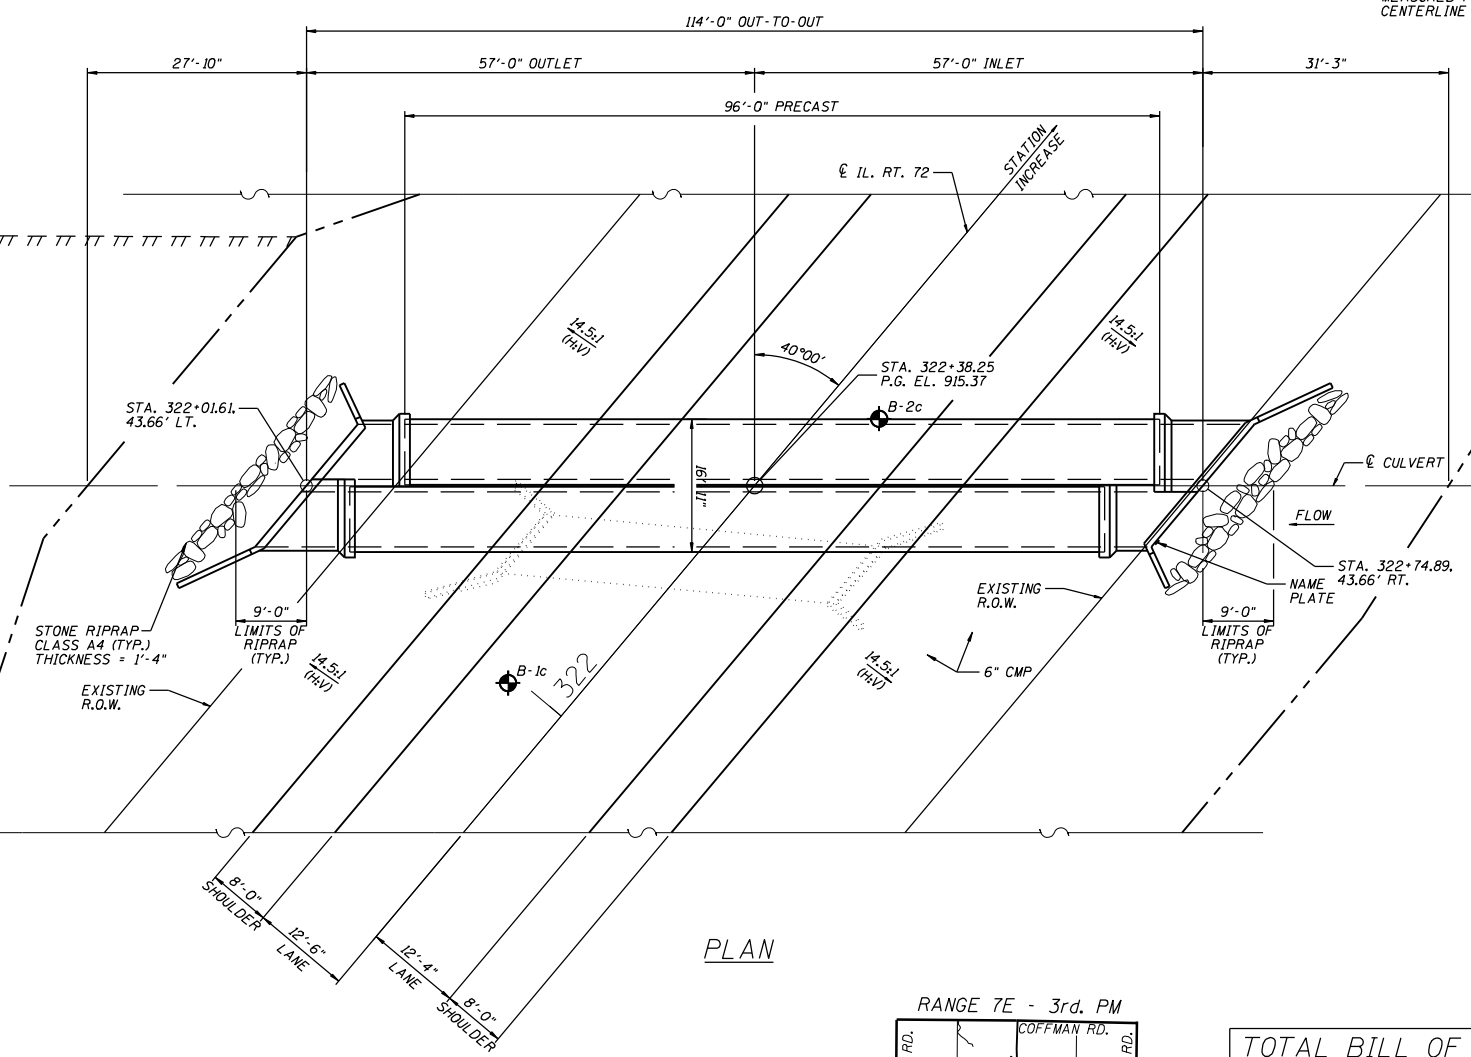 CENTERLINE
114'-0" OUT-TO-OUT
27'-10"
57'-0" OUTLET
57'-0" INLET
31'-3"
96'-0" PRECAST
STATION
INCREASE
℄ IL. RT. 72
14.5:1
(H:V)
14.5:1
(H:V)
40°00'
STA. 322+38.25
P.G. EL. 915.37
STA. 322+01.61,
43.66' LT.
B-2c
16'-11"
℄ CULVERT
FLOW
STA. 322+74.89,
43.66' RT.
NAME
PLATE
EXISTING
R.O.W.
9'-0"
LIMITS OF
RIPRAP
(TYP.)
9'-0"
LIMITS OF
RIPRAP
(TYP.)
STONE RIPRAP
CLASS A4 (TYP.)
THICKNESS = 1'-4"
14.5:1
(H:V)
B-1c
322
14.5:1
(H:V)
6" CMP
EXISTING
R.O.W.
8'-0"
SHOULDER
12'-6"
LANE
12'-4"
LANE
8'-0"
SHOULDER
PLAN
RANGE 7E - 3rd. PM
RD.
COFFMAN RD.
RD.
TOTAL BILL OF